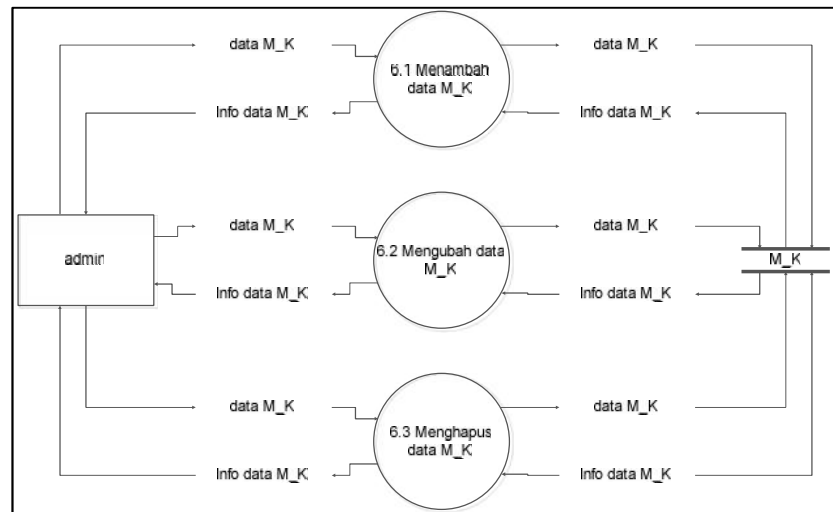 data M_K
6.1 Menambah
data M_K
data M_K
Info data M_K
Info data M_K
admin
data M_K
6.2 Mengubah data
M_K
data M_K
M_K
Info data M_K
Info data M_K
data M_K
6.3 Menghapus
data M_K
data M_K
Info data M_K
Info data M_K